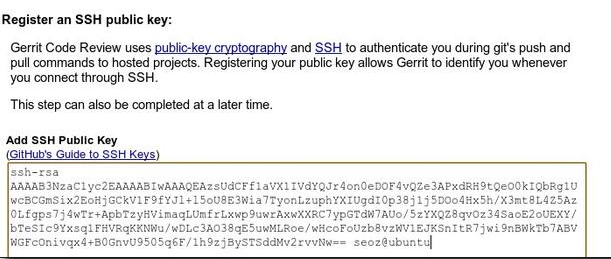 Register an SSH public key:
Gerrit Code Review uses public-key cryptography and SSH to authenticate you during git's push and
pull commands to hosted projects. Registering your public key allows Gerrit to identify you whenever
you connect through SSH.
This step can also be completed at a later time.
Add SSH Public Key
(GitHub's Guide to SSH Keys)
ssh-rsa
AAAAB3NzaC1yc2EAAAABIwAAAQEAzsUdCFf1aVX1IVdYQJr4on0eDOF4vQZe3APxdRH9tQeO0kIQbRg1U
wcBCGmSix2EoHjGCkV1F9fYJ1+15oU8E3Wia7TyonLzuphYXIUgdI0p38j1j5DOo4Hx5h/X3mt8L4Z5Az
0Lfgps7j4wTr+ApbTzyHVimaqLUmfrLxwp9uwrAxwXXRC7ypGTdW7AUo/5zYXQZ8qvOz34SaoE2oUEXY/
bTeSIc9Yxsq1FHVRqKKNWu/wDLc3AO38qE5uwMLRoe/wHcoFoUzb8vzWV1EJKSnItR7jwi9nBWkTb7ABV
WGFcOnivqx4+B0GnvU9505q6F/1h9zjBySTSddMv2rvvNw== seoz@ubuntu